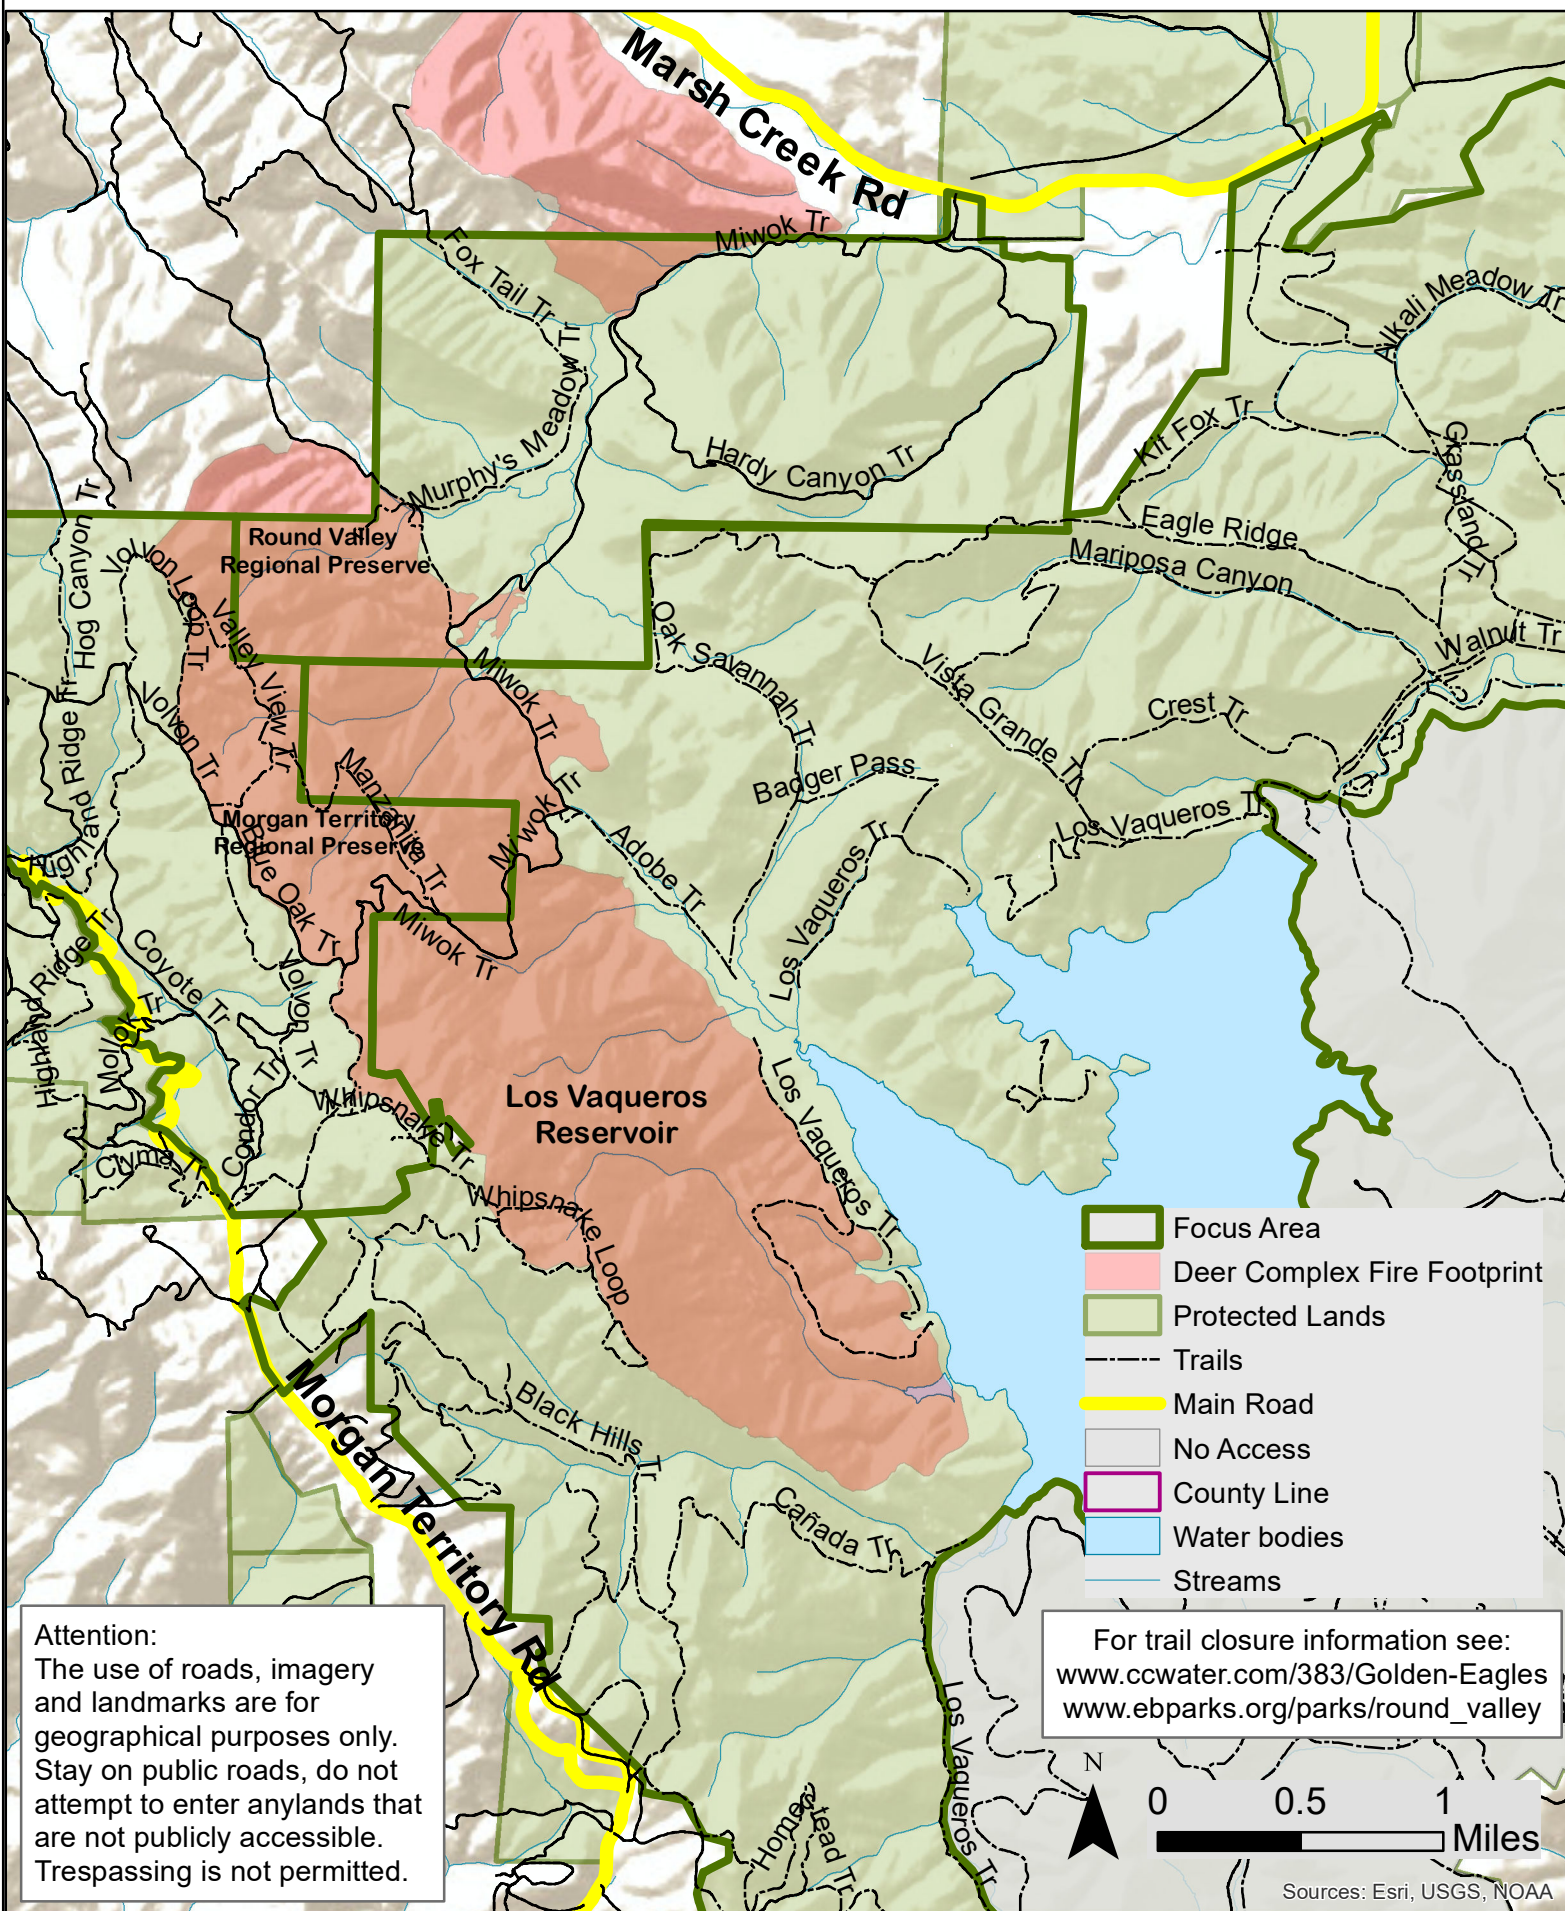 Marsh Creek Rd
Miwok Tr
Fox Tail Tr
Alkali Meadow Tr
Murphy's Meadow Tr
Hardy Canyon Tr
Kit Fox Tr
Grassland Tr
Hog Canyon Tr
Round Valley
Regional Preserve
Eagle Ridge
Mariposa Canyon
Volvon Loop Tr
Valley View Tr
Oak Savannah Tr
Walnut Tr
Miwok Tr
Vista Grande Tr
Crest Tr
Highland Ridge Tr
Volvon Tr
Manzanita Tr
Badger Pass
Los Vaqueros Tr
Morgan Territory
Regional Preserve
Miwok Tr
Adobe Tr
Los Vaqueros Tr
Blue Oak Tr
Miwok Tr
Highland Ridge Tr
Coyote Tr
Volvon Tr
Mollok Tr
Condor Tr
Whipsnake Tr
Clyma Tr
Los Vaqueros
Reservoir
Los Vaqueros Tr
Whipsnake Loop
Focus Area
Deer Complex Fire Footprint
Protected Lands
Trails
Main Road
No Access
County Line
Water bodies
Streams
Morgan Territory Rd
Black Hills Tr
Cañada Tr
Los Vaqueros Tr
Homestead Tr
Attention:
The use of roads, imagery
and landmarks are for
geographical purposes only.
Stay on public roads, do not
attempt to enter anylands that
are not publicly accessible.
Trespassing is not permitted.
For trail closure information see:
www.ccwater.com/383/Golden-Eagles
www.ebparks.org/parks/round_valley
N
0 0.5 1
Miles
Sources: Esri, USGS, NOAA